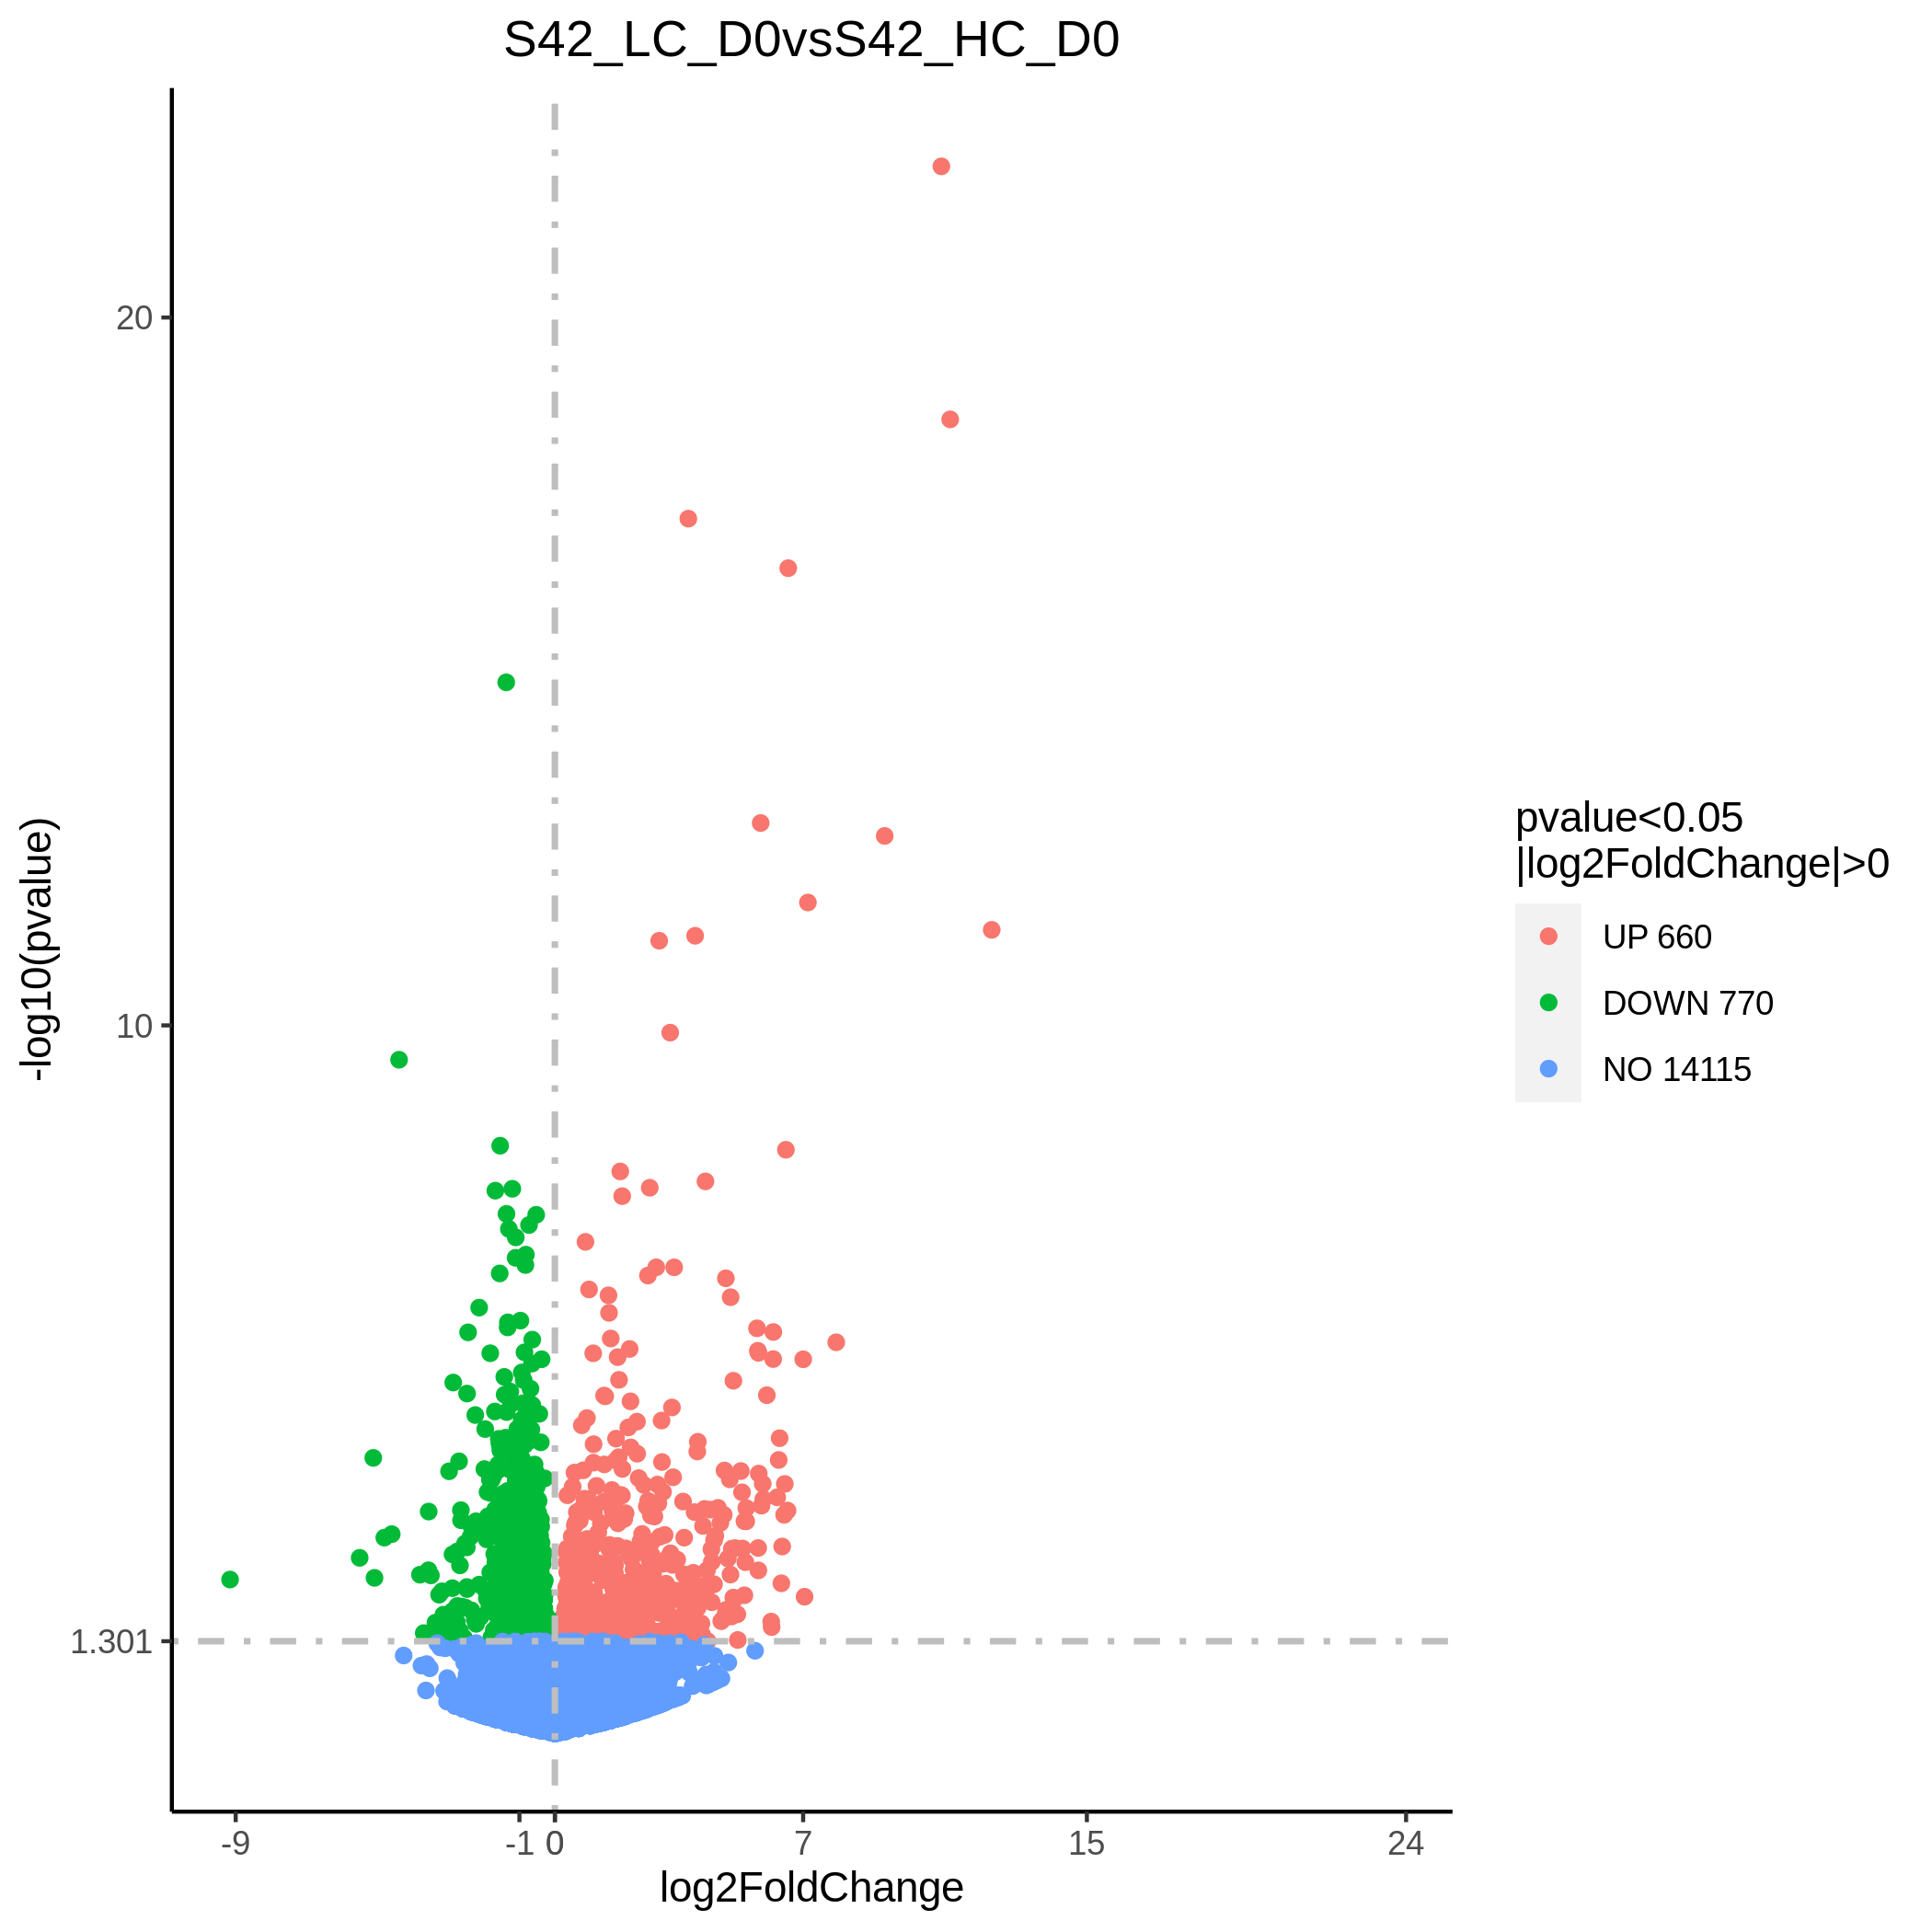 S42_LC_D0vsS42_HC_D0
-log10(pvalue)
20
10
1.301
-9
-1
0
7
15
24
log2FoldChange
pvalue<0.05
|log2FoldChange|>0
UP 660
DOWN 770
NO 14115